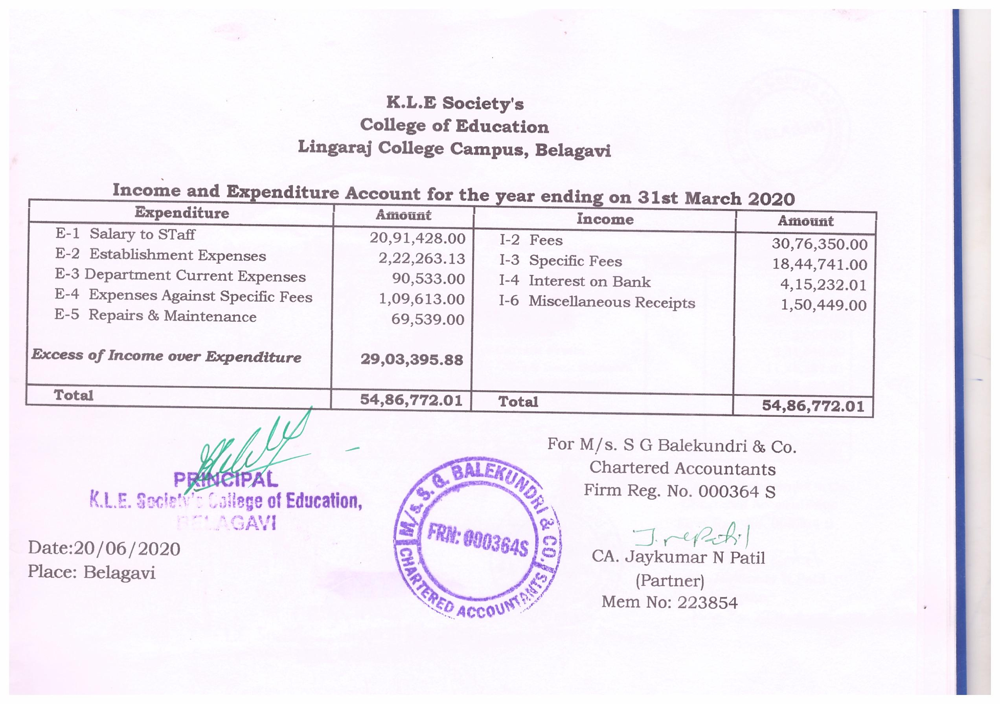 K.L.E Society's
College of Education
Lingaraj College Campus, Belagavi
Income and Expenditure Account for the year ending on 31st March 2020
Expenditure Amount Income Amount
E-1 Salary to STaff 20,91,428.00 I-2 Fees 30,76,350.00
E-2 Establishment Expenses 2,22,263.13 I-3 Specific Fees 18,44,741.00
E-3 Department Current Expenses 90,533.00 I-4 Interest on Bank 4,15,232.01
E-4 Expenses Against Specific Fees 1,09,613.00 I-6 Miscellaneous Receipts 1,50,449.00
E-5 Repairs & Maintenance 69,539.00
Excess of Income over Expenditure 29,03,395.88
Total 54,86,772.01 Total 54,86,772.01
PRINCIPAL
K.L.E. Society's College of Education,
BELAGAVI
Date:20/06/2020
Place: Belagavi
M/s. S. G. BALEKUNDRI & CO.
FRN: 000364S
CHARTERED ACCOUNTANTS
For M/s. S G Balekundri & Co.
Chartered Accountants
Firm Reg. No. 000364 S
CA. Jaykumar N Patil
(Partner)
Mem No: 223854